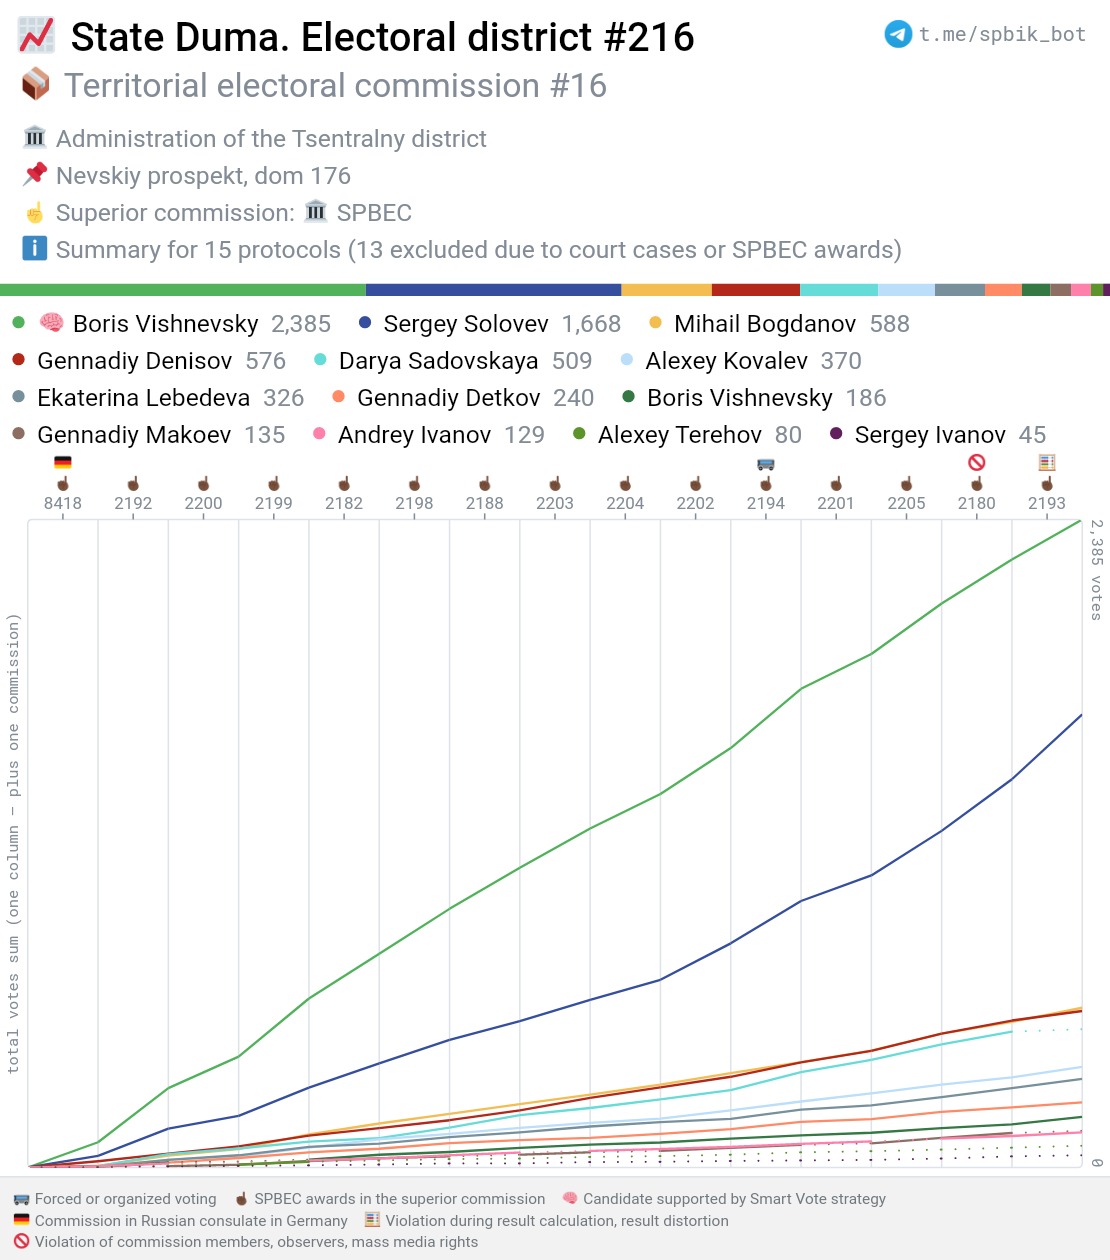 State Duma. Electoral district #216
t.me/spbik_bot
Territorial electoral commission #16
Administration of the Tsentralny district
Nevskiy prospekt, dom 176
Superior commission: SPBEC
Summary for 15 protocols (13 excluded due to court cases or SPBEC awards)
Boris Vishnevsky 2,385 Sergey Solovev 1,668 Mihail Bogdanov 588
Gennadiy Denisov 576 Darya Sadovskaya 509 Alexey Kovalev 370
Ekaterina Lebedeva 326 Gennadiy Detkov 240 Boris Vishnevsky 186
Gennadiy Makoev 135 Andrey Ivanov 129 Alexey Terehov 80 Sergey Ivanov 45
8418 2192 2200 2199 2182 2198 2188 2203 2204 2202 2194 2201 2205 2180 2193
2,385 votes
total votes sum (one column – plus one commission)
0
Forced or organized voting SPBEC awards in the superior commission Candidate supported by Smart Vote strategy
Commission in Russian consulate in Germany Violation during result calculation, result distortion
Violation of commission members, observers, mass media rights